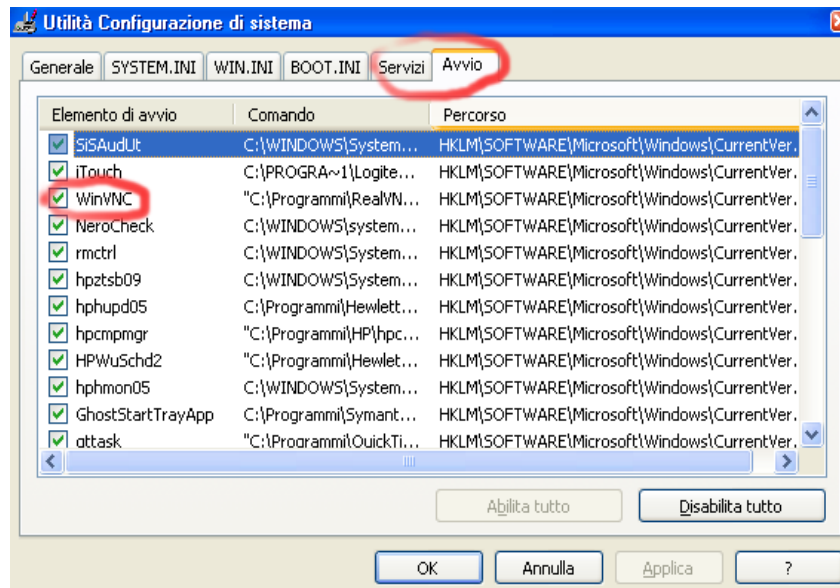 Utilità Configurazione di sistema
Generale SYSTEM.INI WIN.INI BOOT.INI Servizi Avvio
Elemento di avvio Comando Percorso
SiSAudUt C:\WINDOWS\System... HKLM\SOFTWARE\Microsoft\Windows\CurrentVer.
iTouch C:\PROGRA~1\Logite... HKLM\SOFTWARE\Microsoft\Windows\CurrentVer.
WinVNC "C:\Programmi\RealVN... HKLM\SOFTWARE\Microsoft\Windows\CurrentVer.
NeroCheck C:\WINDOWS\system... HKLM\SOFTWARE\Microsoft\Windows\CurrentVer.
rmctrl C:\WINDOWS\System... HKLM\SOFTWARE\Microsoft\Windows\CurrentVer.
hpztsb09 C:\WINDOWS\System... HKLM\SOFTWARE\Microsoft\Windows\CurrentVer.
hphupd05 C:\Programmi\Hewlett... HKLM\SOFTWARE\Microsoft\Windows\CurrentVer.
hpcmpmgr "C:\Programmi\HP\hpc... HKLM\SOFTWARE\Microsoft\Windows\CurrentVer.
HPWuSchd2 "C:\Programmi\Hewlet... HKLM\SOFTWARE\Microsoft\Windows\CurrentVer.
hphmon05 C:\WINDOWS\System... HKLM\SOFTWARE\Microsoft\Windows\CurrentVer.
GhostStartTrayApp C:\Programmi\Symant... HKLM\SOFTWARE\Microsoft\Windows\CurrentVer.
qttask "C:\Programmi\QuickTi... HKLM\SOFTWARE\Microsoft\Windows\CurrentVer.
Abilita tutto Disabilita tutto
OK Annulla Applica ?